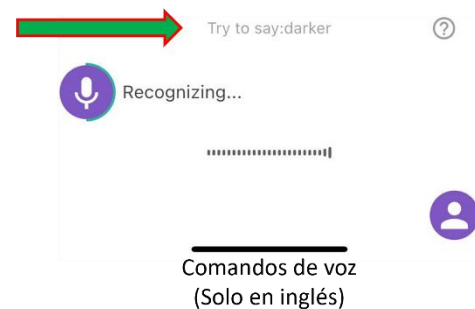 Try to say:darker
Recognizing...
Comandos de voz
(Solo en inglés)